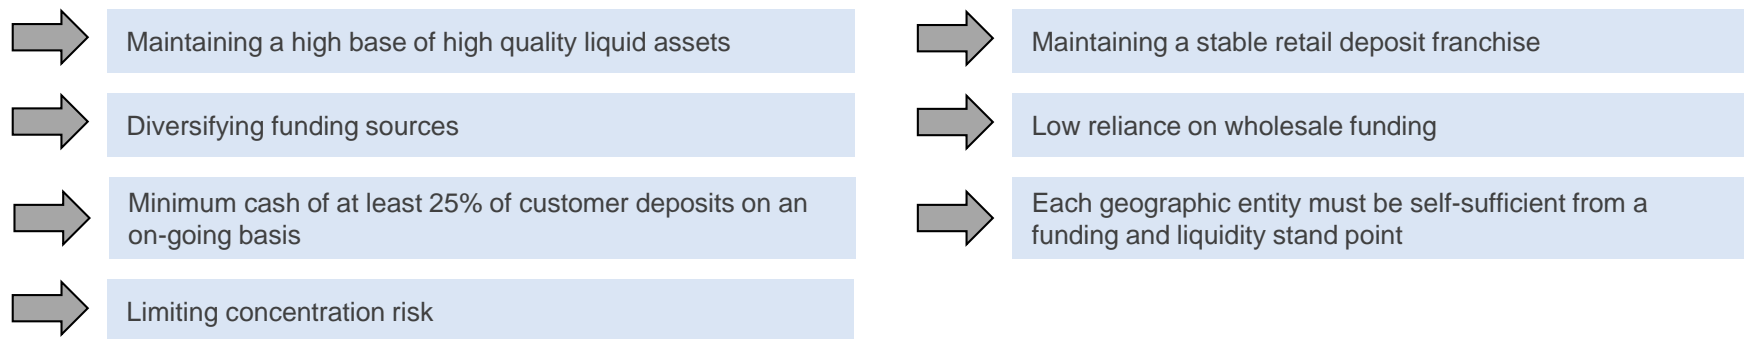 Maintaining a high base of high quality liquid assets
Diversifying funding sources
Minimum cash of at least 25% of customer deposits on an
on-going basis
Limiting concentration risk
Maintaining a stable retail deposit franchise
Low reliance on wholesale funding
Each geographic entity must be self-sufficient from a
funding and liquidity stand point